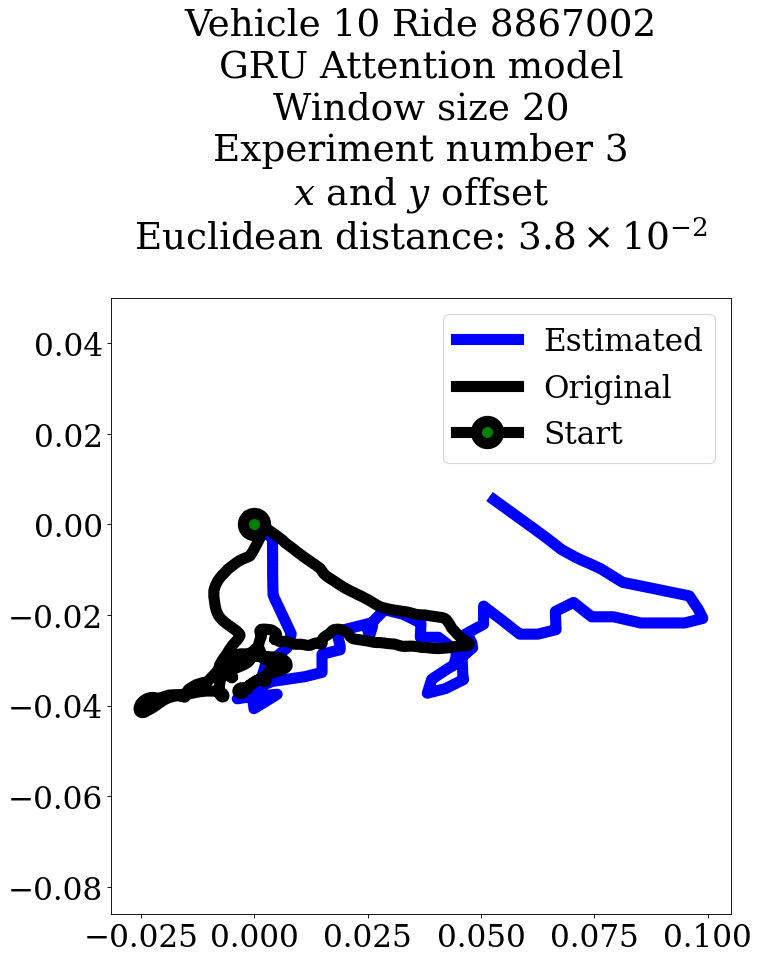 Vehicle 10 Ride 8867002
GRU Attention model
Window size 20
Experiment number 3
x and y offset
Euclidean distance: 3.8 × 10⁻²
Estimated
Original
Start
0.04
0.02
0.00
−0.02
−0.04
−0.06
−0.08
−0.025 0.000 0.025 0.050 0.075 0.100